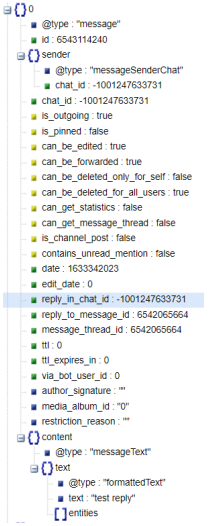 0
@type : "message"
id : 6543114240
sender
@type : "messageSenderChat"
chat_id : -1001247633731
chat_id : -1001247633731
is_outgoing : true
is_pinned : false
can_be_edited : true
can_be_forwarded : true
can_be_deleted_only_for_self : false
can_be_deleted_for_all_users : true
can_get_statistics : false
can_get_message_thread : false
is_channel_post : false
contains_unread_mention : false
date : 1633342023
edit_date : 0
reply_in_chat_id : -1001247633731
reply_to_message_id : 6542065664
message_thread_id : 6542065664
ttl : 0
ttl_expires_in : 0
via_bot_user_id : 0
author_signature : ""
media_album_id : "0"
restriction_reason : ""
content
@type : "messageText"
text
@type : "formattedText"
text : "test reply"
entities